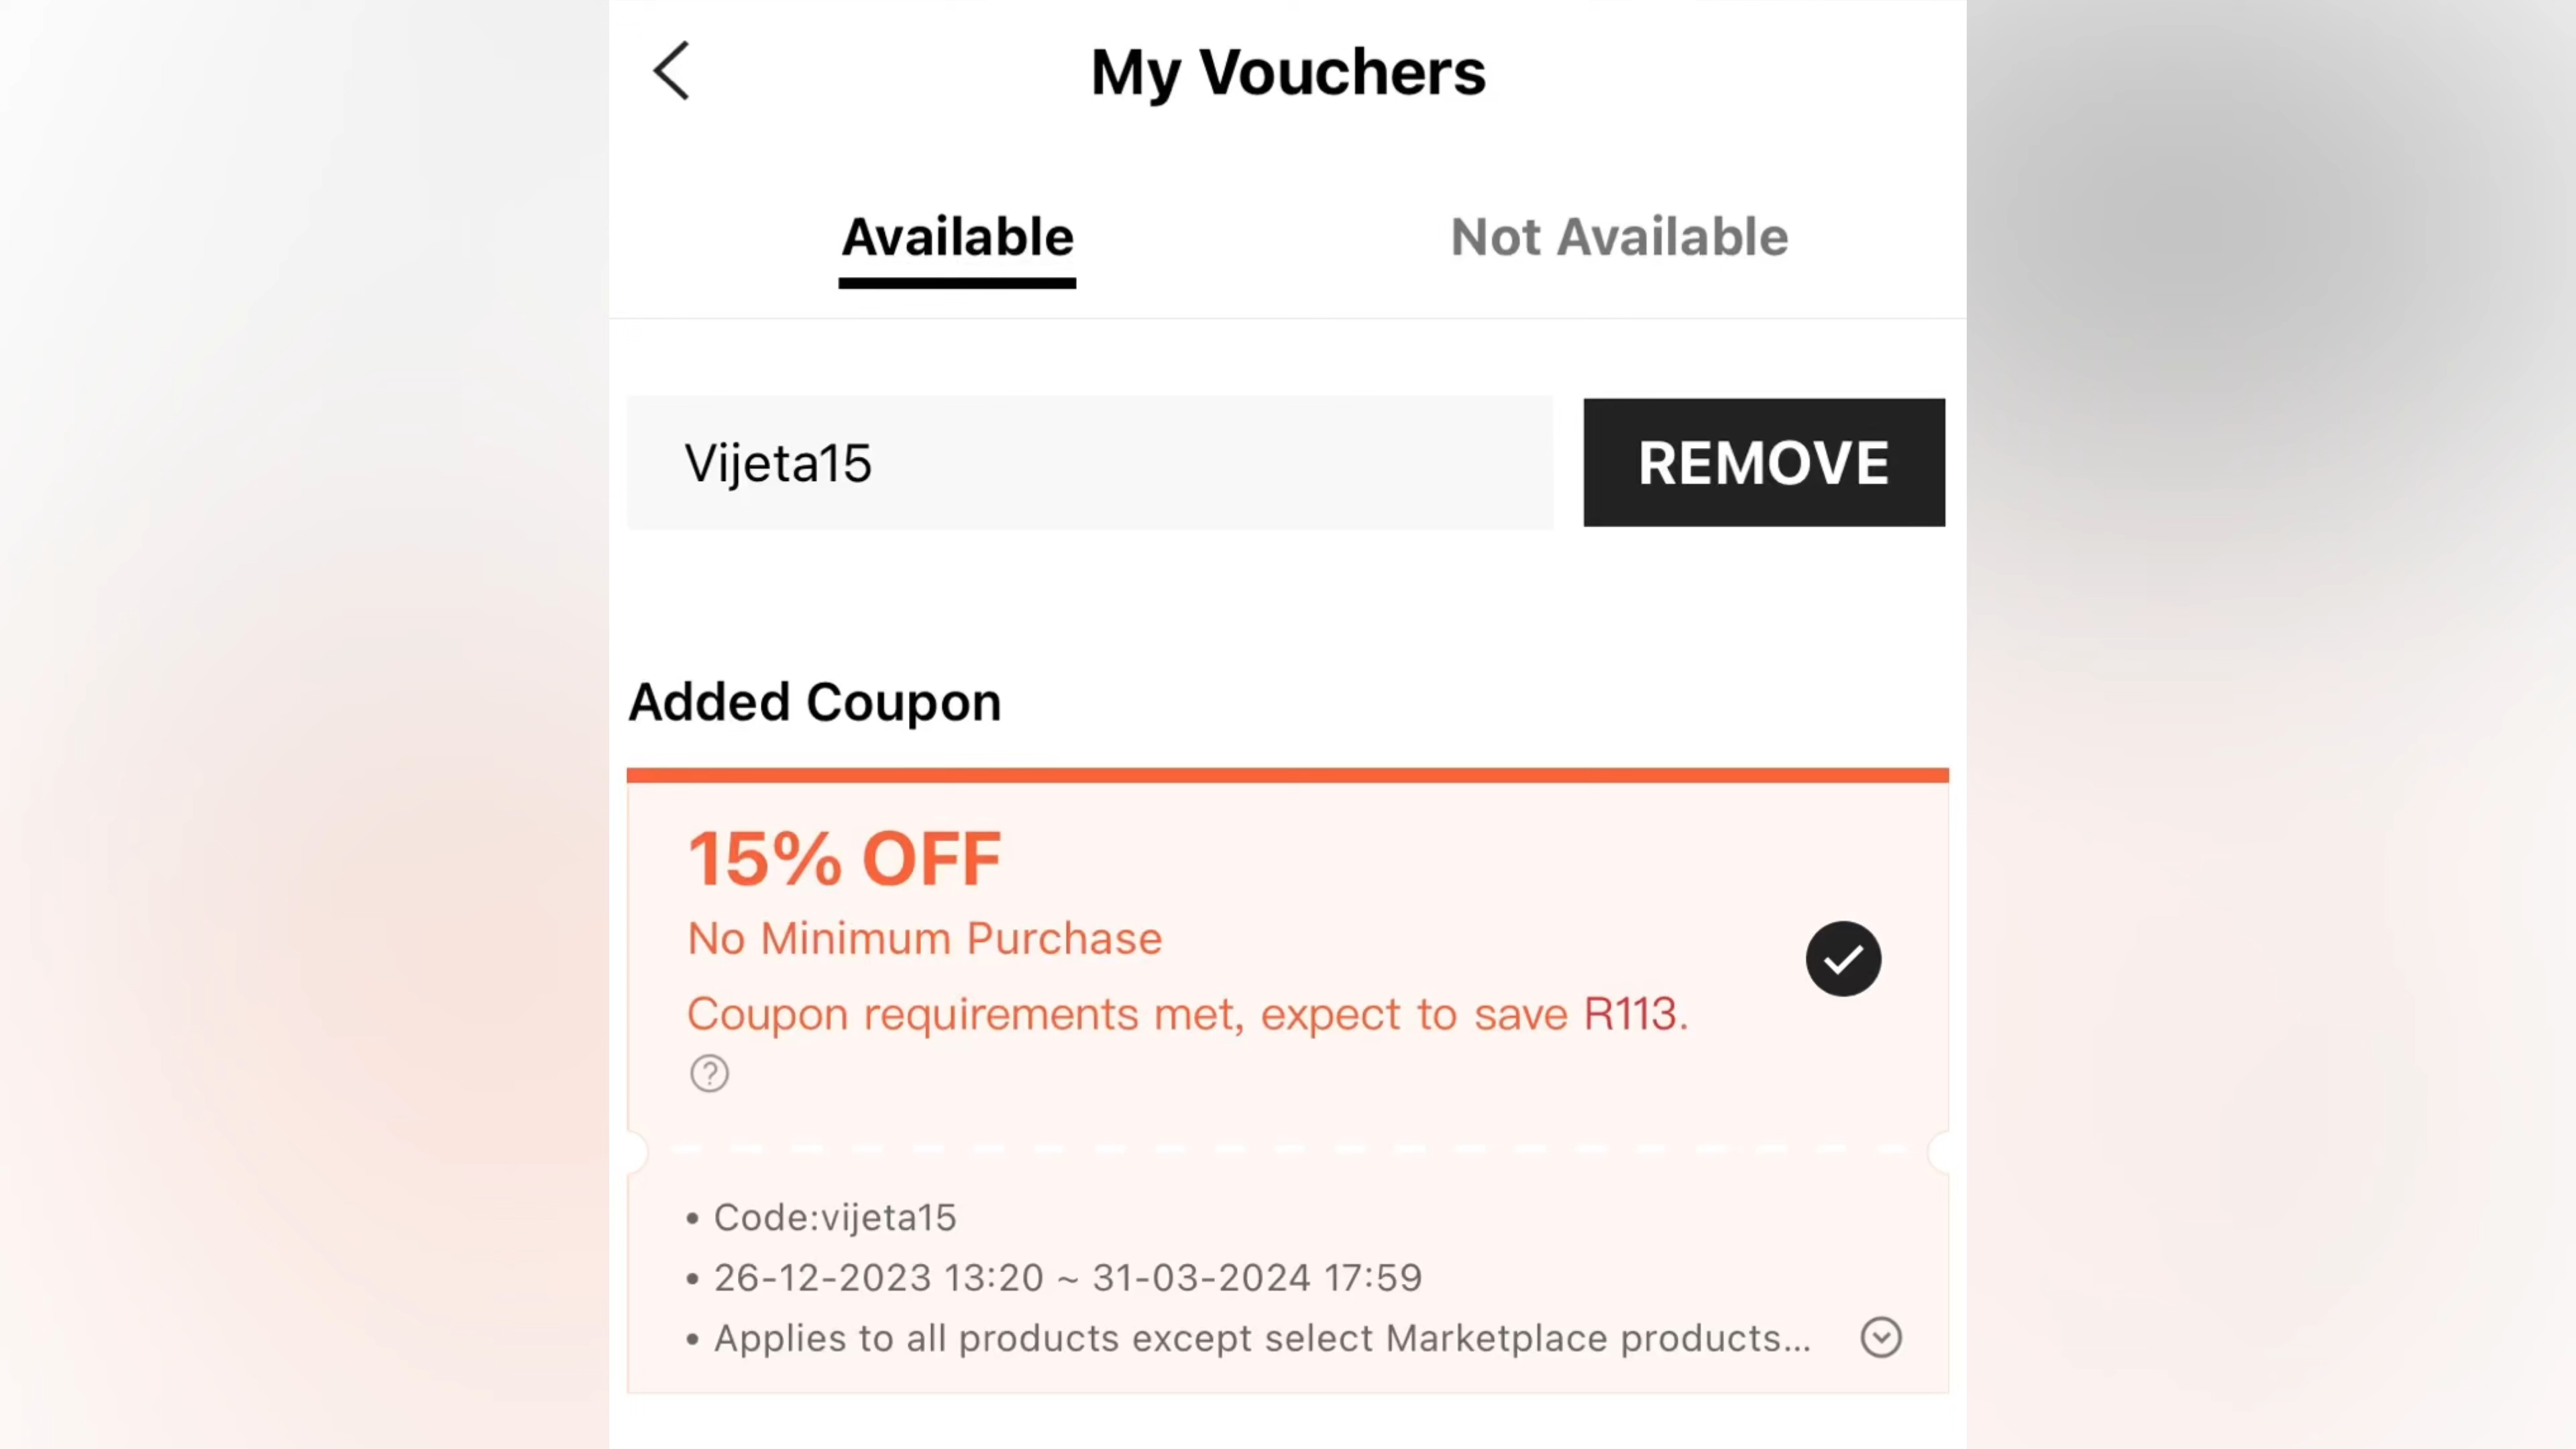 My Vouchers
Available
Not Available
Vijeta15
REMOVE
Added Coupon
15% OFF
No Minimum Purchase
Coupon requirements met, expect to save R113.
?
• Code:vijeta15
• 26-12-2023 13:20 ~ 31-03-2024 17:59
• Applies to all products except select Marketplace products...